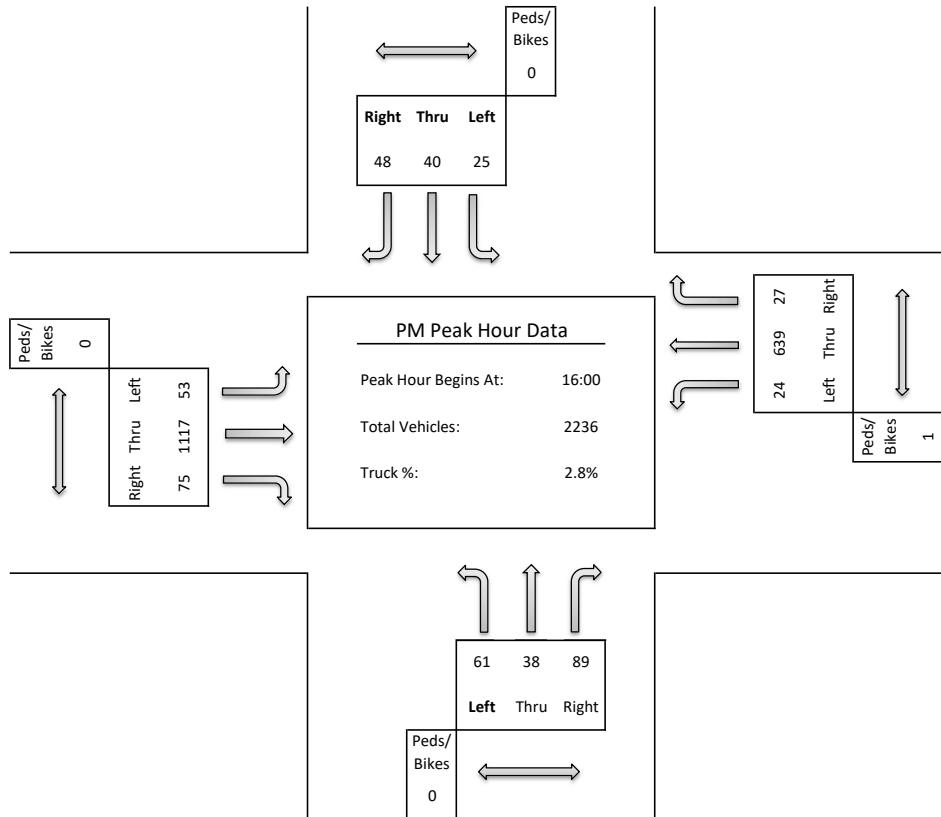 Peds/
Bikes
0
Right Thru Left
48 40 25
Peds/
Bikes
0
Left 53
Thru 1117
Right 75
PM Peak Hour Data
Peak Hour Begins At: 16:00
Total Vehicles: 2236
Truck %: 2.8%
27 Right
639 Thru
24 Left
Peds/
Bikes
1
61 38 89
Left Thru Right
Peds/
Bikes
0